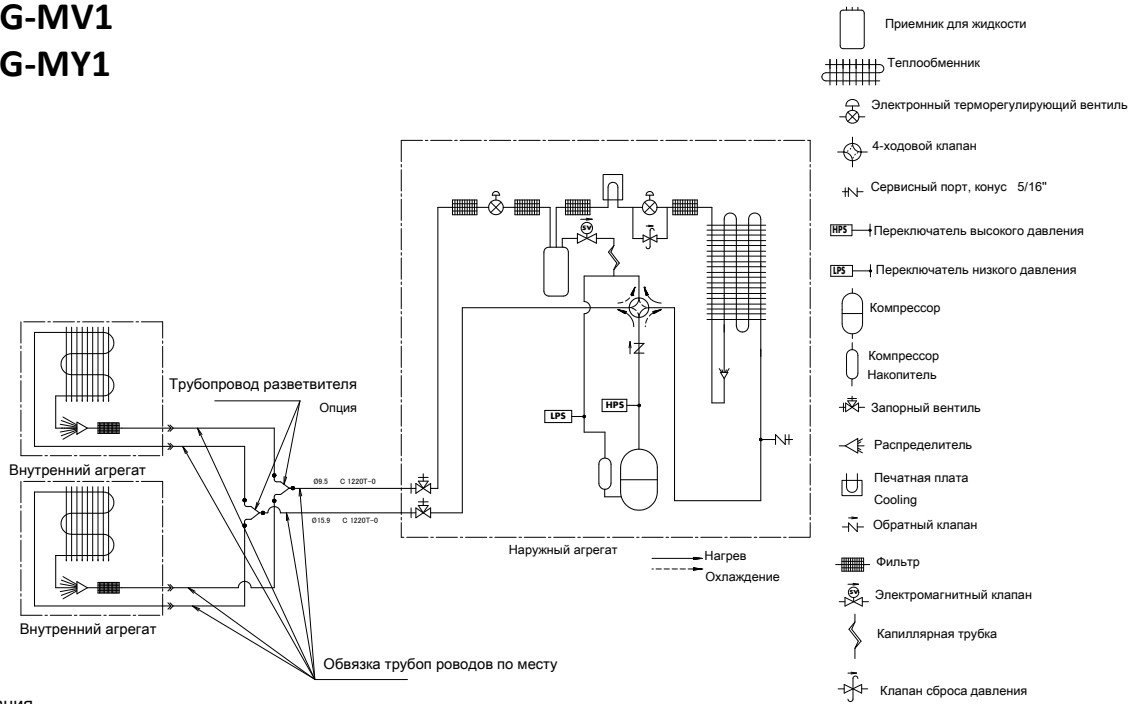 G-MV1
G-MY1
Приемник для жидкости
Теплообменник
Электронный терморегулирующий вентиль
4-ходовой клапан
Сервисный порт, конус 5/16"
HPS Переключатель высокого давления
LPS Переключатель низкого давления
Компрессор
Компрессор
Накопитель
Запорный вентиль
Распределитель
Печатная плата
Cooling
Обратный клапан
Фильтр
SV Электромагнитный клапан
Капиллярная трубка
Клапан сброса давления
SV
LPS
HPS
Трубопровод разветвителя
Опция
Внутренний агрегат
Ø9.5 C 1220T-0
Ø15.9 C 1220T-0
Наружный агрегат
Нагрев
Охлаждение
Внутренний агрегат
Обвязка трубоп роводов по месту